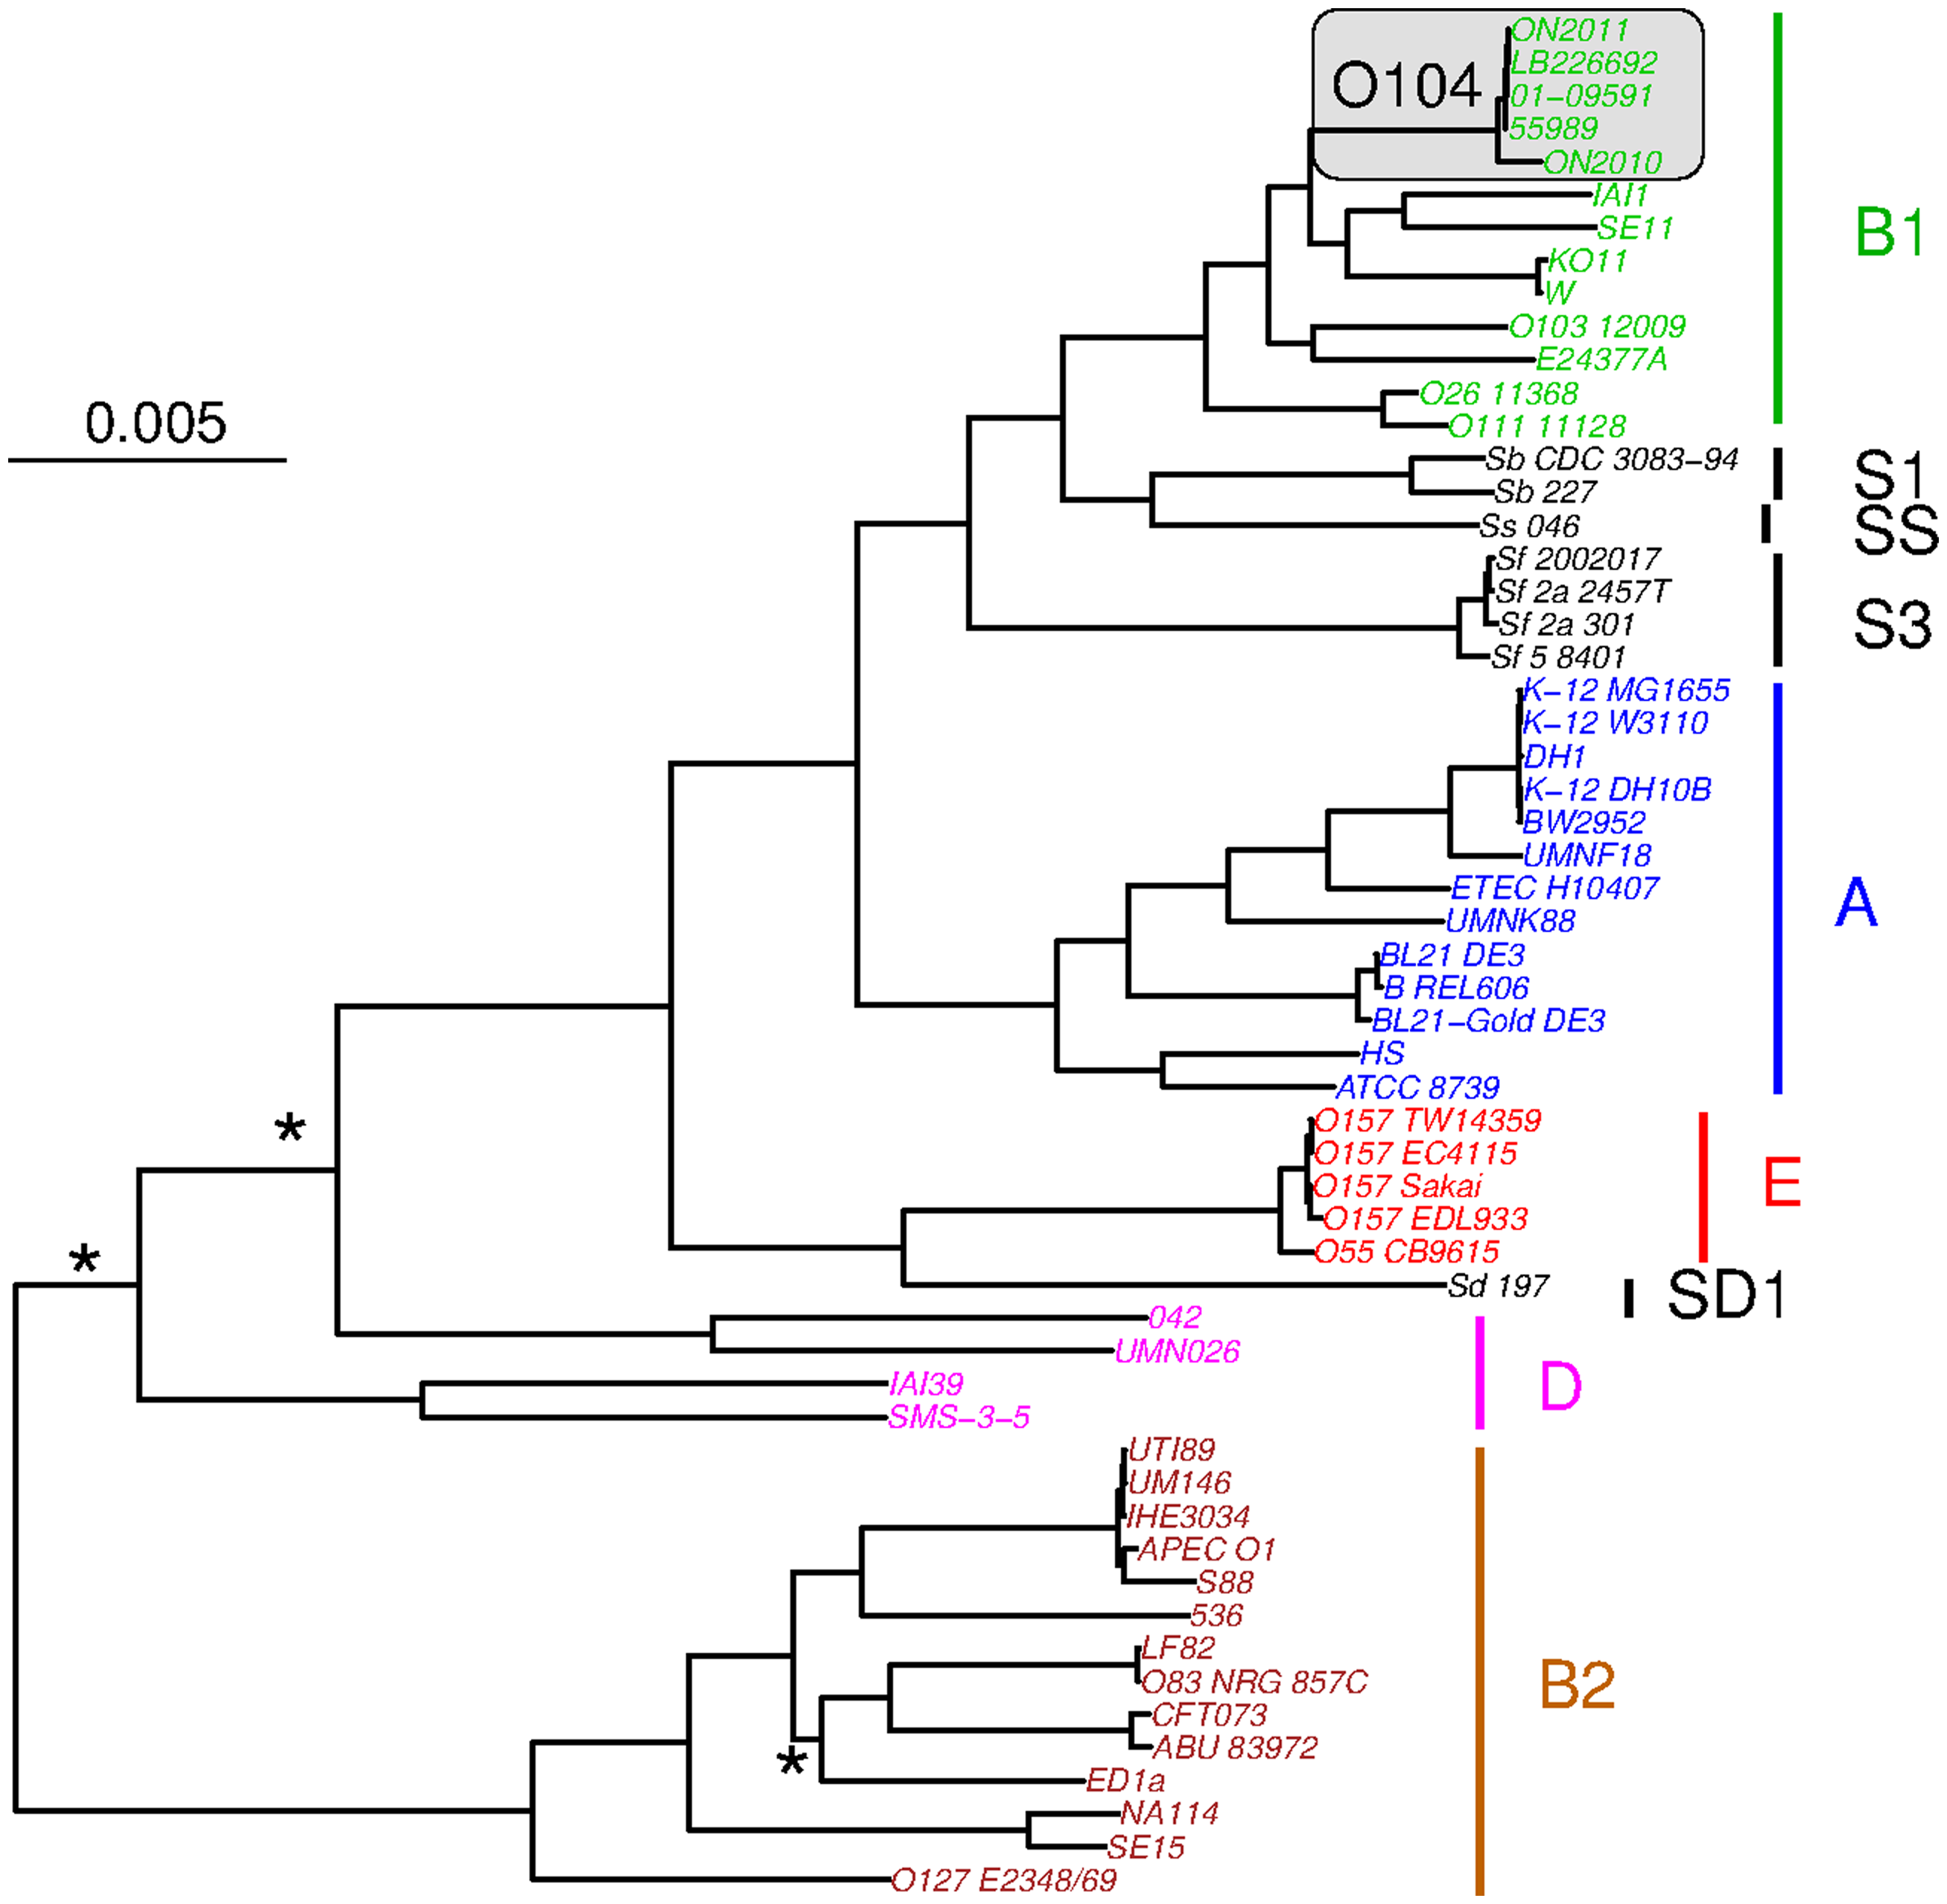 ON2011
LB226692
O104
01-09591
55989
ON2010
IAI1
SE11
B1
KO11
W
O103 12009
E24377A
O26 11368
0.005
O111 11128
Sb CDC 3083-94
S1
Sb 227
Ss 046
SS
Sf 2002017
Sf 2a 2457T
Sf 2a 301
S3
Sf 5 8401
K-12 MG1655
K-12 W3110
DH1
K-12 DH10B
BW2952
UMNF18
ETEC H10407
A
UMNK88
BL21 DE3
B REL606
BL21-Gold DE3
HS
ATCC 8739
O157 TW14359
*
O157 EC4115
O157 Sakai
E
O157 EDL933
O55 CB9615
*
Sd 197
SD1
042
UMN026
IAI39
D
SMS-3-5
UTI89
UM146
IHE3034
APEC O1
S88
536
LF82
O83 NRG 857C
B2
CFT073
ABU 83972
*
ED1a
NA114
SE15
O127 E2348/69